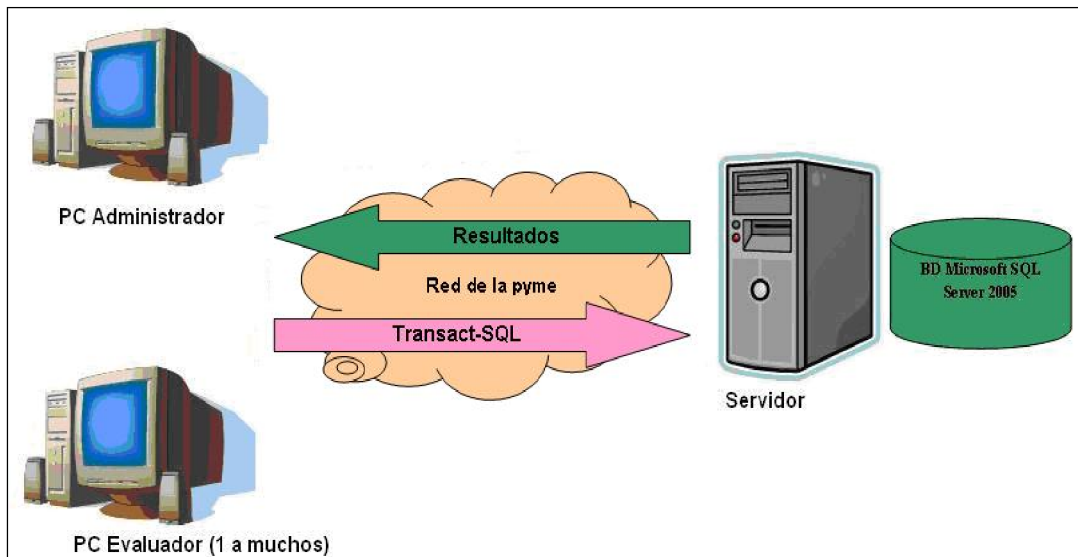 PC Administrador
Resultados
Red de la pyme
Transact-SQL
BD Microsoft SQL
Server 2005
Servidor
PC Evaluador (1 a muchos)